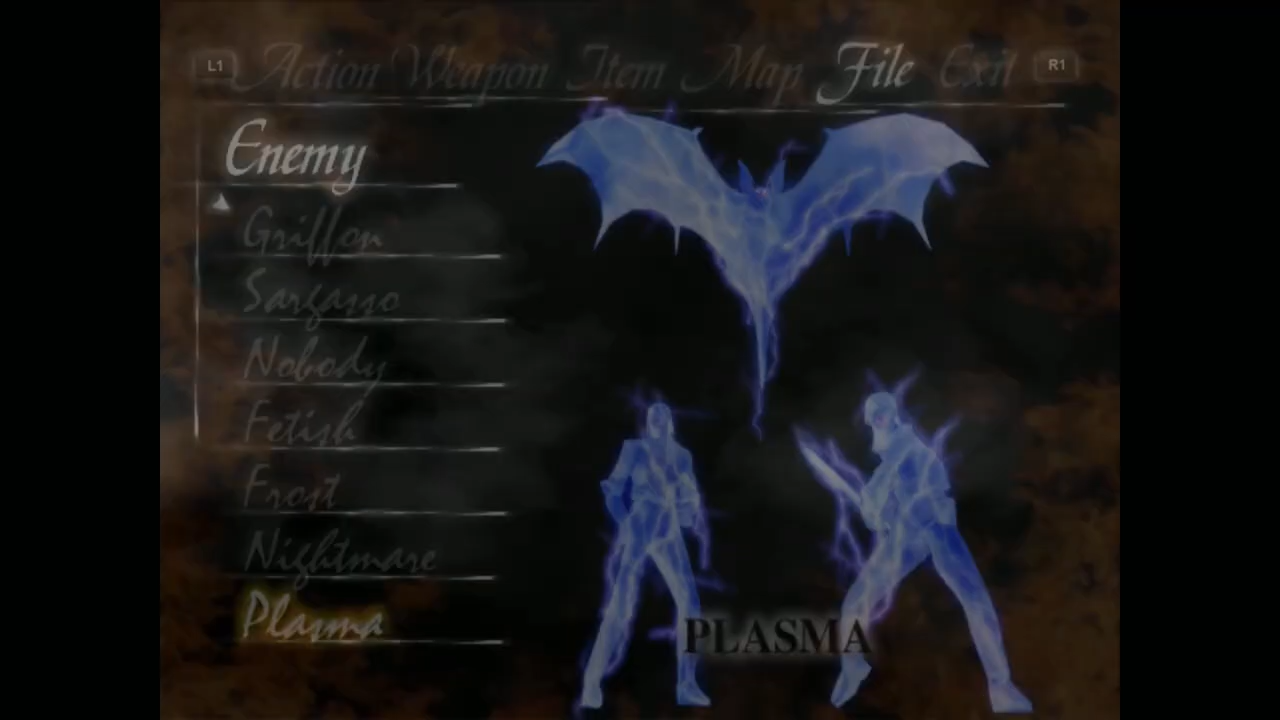 L1 Action Weapon Item Map File Exit R1
Enemy
Griffon
Sargasso
Nobody
Fetish
Frost
Nightmare
Plasma
PLASMA